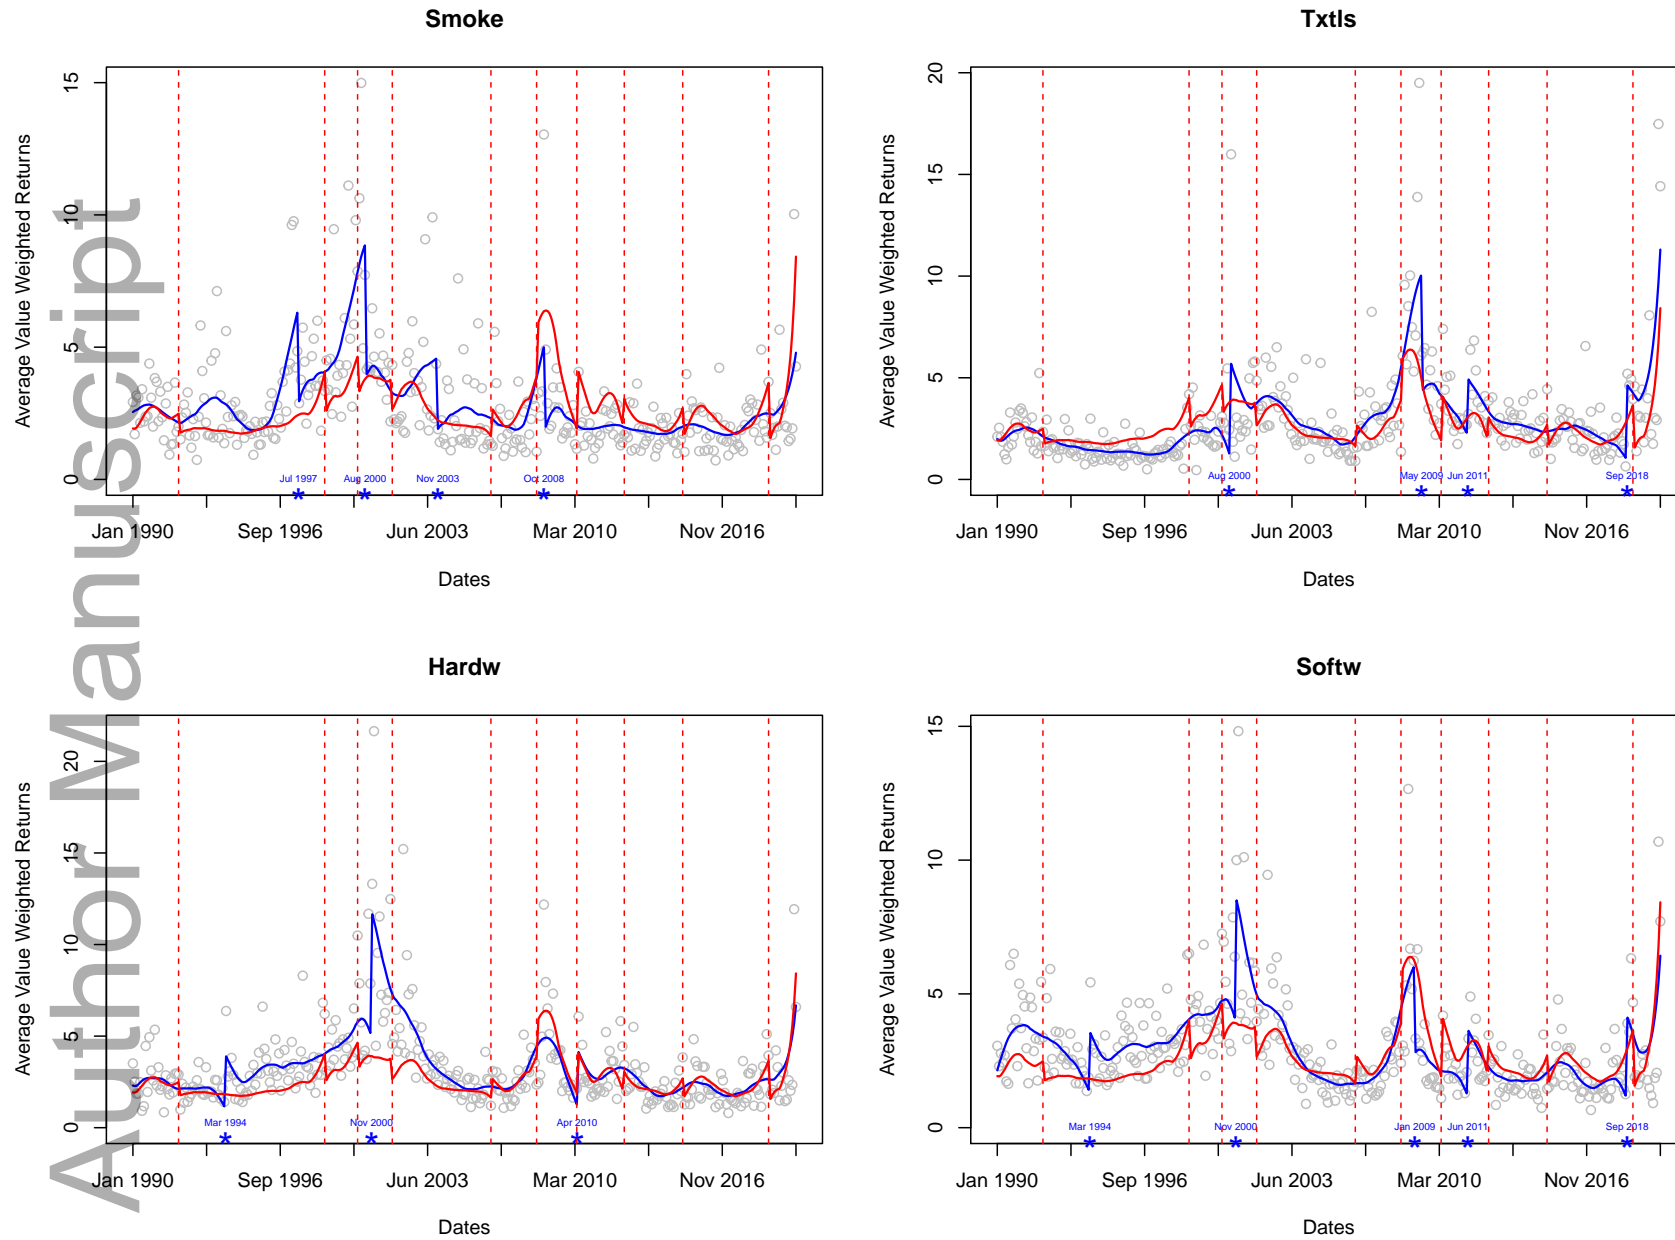 Smoke
Average Value Weighted Returns
0 5 10 15
Jul 1997 Aug 2000 Nov 2003 Oct 2008
* * * *
Jan 1990 Sep 1996 Jun 2003 Mar 2010 Nov 2016
Dates
Txtls
Average Value Weighted Returns
0 5 10 15 20
Aug 2000 May 2009 Jun 2011 Sep 2018
* * * *
Jan 1990 Sep 1996 Jun 2003 Mar 2010 Nov 2016
Dates
Hardw
Average Value Weighted Returns
0 5 10 15 20
Mar 1994 Nov 2000 Apr 2010
* * *
Jan 1990 Sep 1996 Jun 2003 Mar 2010 Nov 2016
Dates
Softw
Average Value Weighted Returns
0 5 10 15
Mar 1994 Nov 2000 Jan 2009 Jun 2011 Sep 2018
* * * * *
Jan 1990 Sep 1996 Jun 2003 Mar 2010 Nov 2016
Dates
Author Manuscript